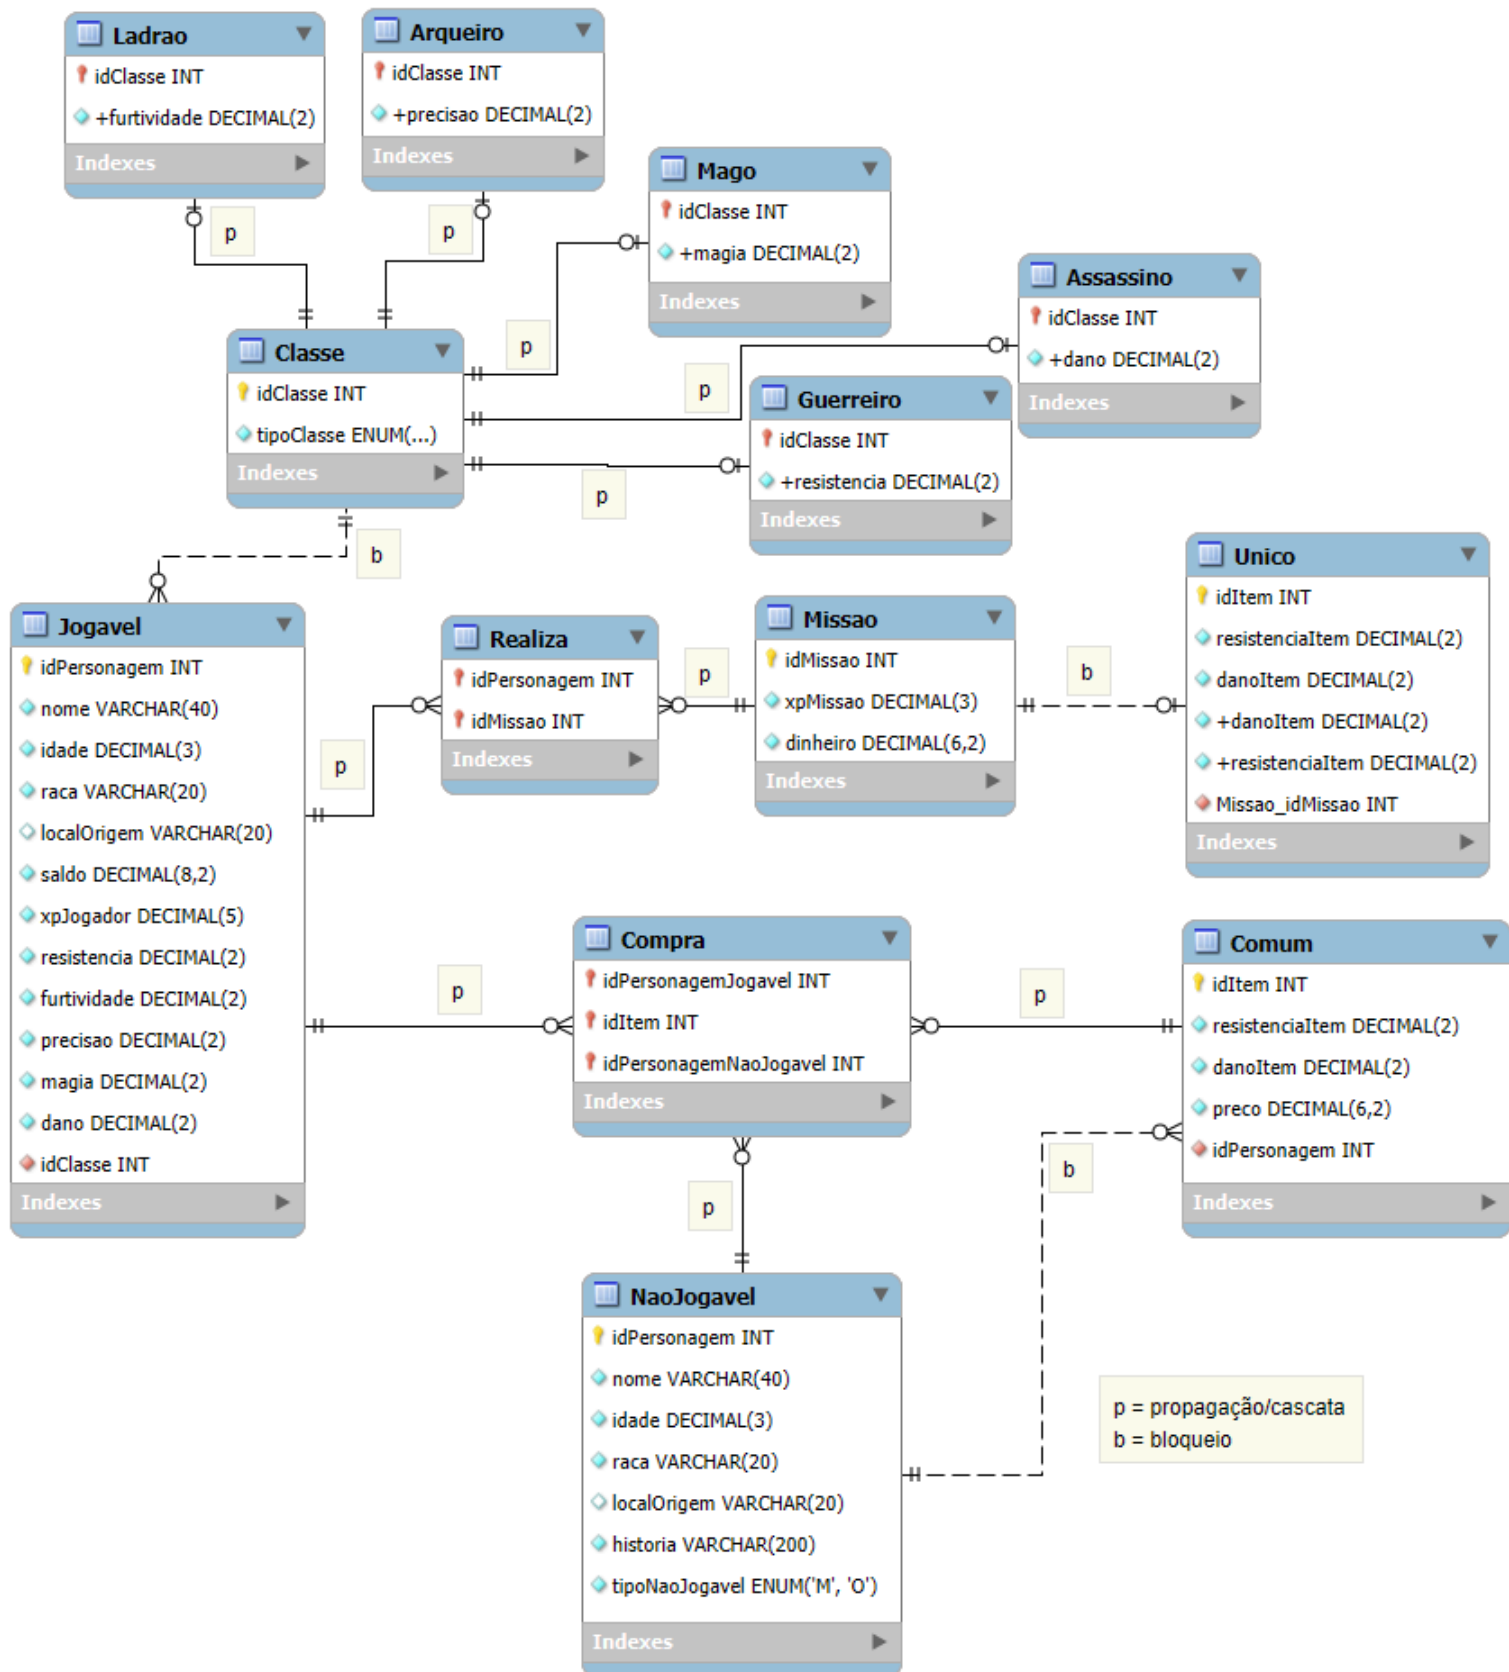 Ladrao
idClasse INT
+furtividade DECIMAL(2)
Indexes
p
Arqueiro
idClasse INT
+precisao DECIMAL(2)
Indexes
p
Mago
idClasse INT
+magia DECIMAL(2)
Indexes
p
Assassino
idClasse INT
+dano DECIMAL(2)
Indexes
p
Classe
idClasse INT
tipoClasse ENUM(...)
Indexes
Guerreiro
idClasse INT
+resistencia DECIMAL(2)
Indexes
p
b
Jogavel
idPersonagem INT
nome VARCHAR(40)
idade DECIMAL(3)
raca VARCHAR(20)
localOrigem VARCHAR(20)
saldo DECIMAL(8,2)
xpJogador DECIMAL(5)
resistencia DECIMAL(2)
furtividade DECIMAL(2)
precisao DECIMAL(2)
magia DECIMAL(2)
dano DECIMAL(2)
idClasse INT
Indexes
p
Realiza
idPersonagem INT
idMissao INT
Indexes
p
Missao
idMissao INT
xpMissao DECIMAL(3)
dinheiro DECIMAL(6,2)
Indexes
b
Unico
idItem INT
resistenciaItem DECIMAL(2)
danoItem DECIMAL(2)
+danoItem DECIMAL(2)
+resistenciaItem DECIMAL(2)
Missao_idMissao INT
Indexes
p
Compra
idPersonagemJogavel INT
idItem INT
idPersonagemNaoJogavel INT
Indexes
p
Comum
idItem INT
resistenciaItem DECIMAL(2)
danoItem DECIMAL(2)
preco DECIMAL(6,2)
idPersonagem INT
Indexes
p
b
NaoJogavel
idPersonagem INT
nome VARCHAR(40)
idade DECIMAL(3)
raca VARCHAR(20)
localOrigem VARCHAR(20)
historia VARCHAR(200)
tipoNaoJogavel ENUM('M', 'O')
Indexes
p = propagação/cascata
b = bloqueio